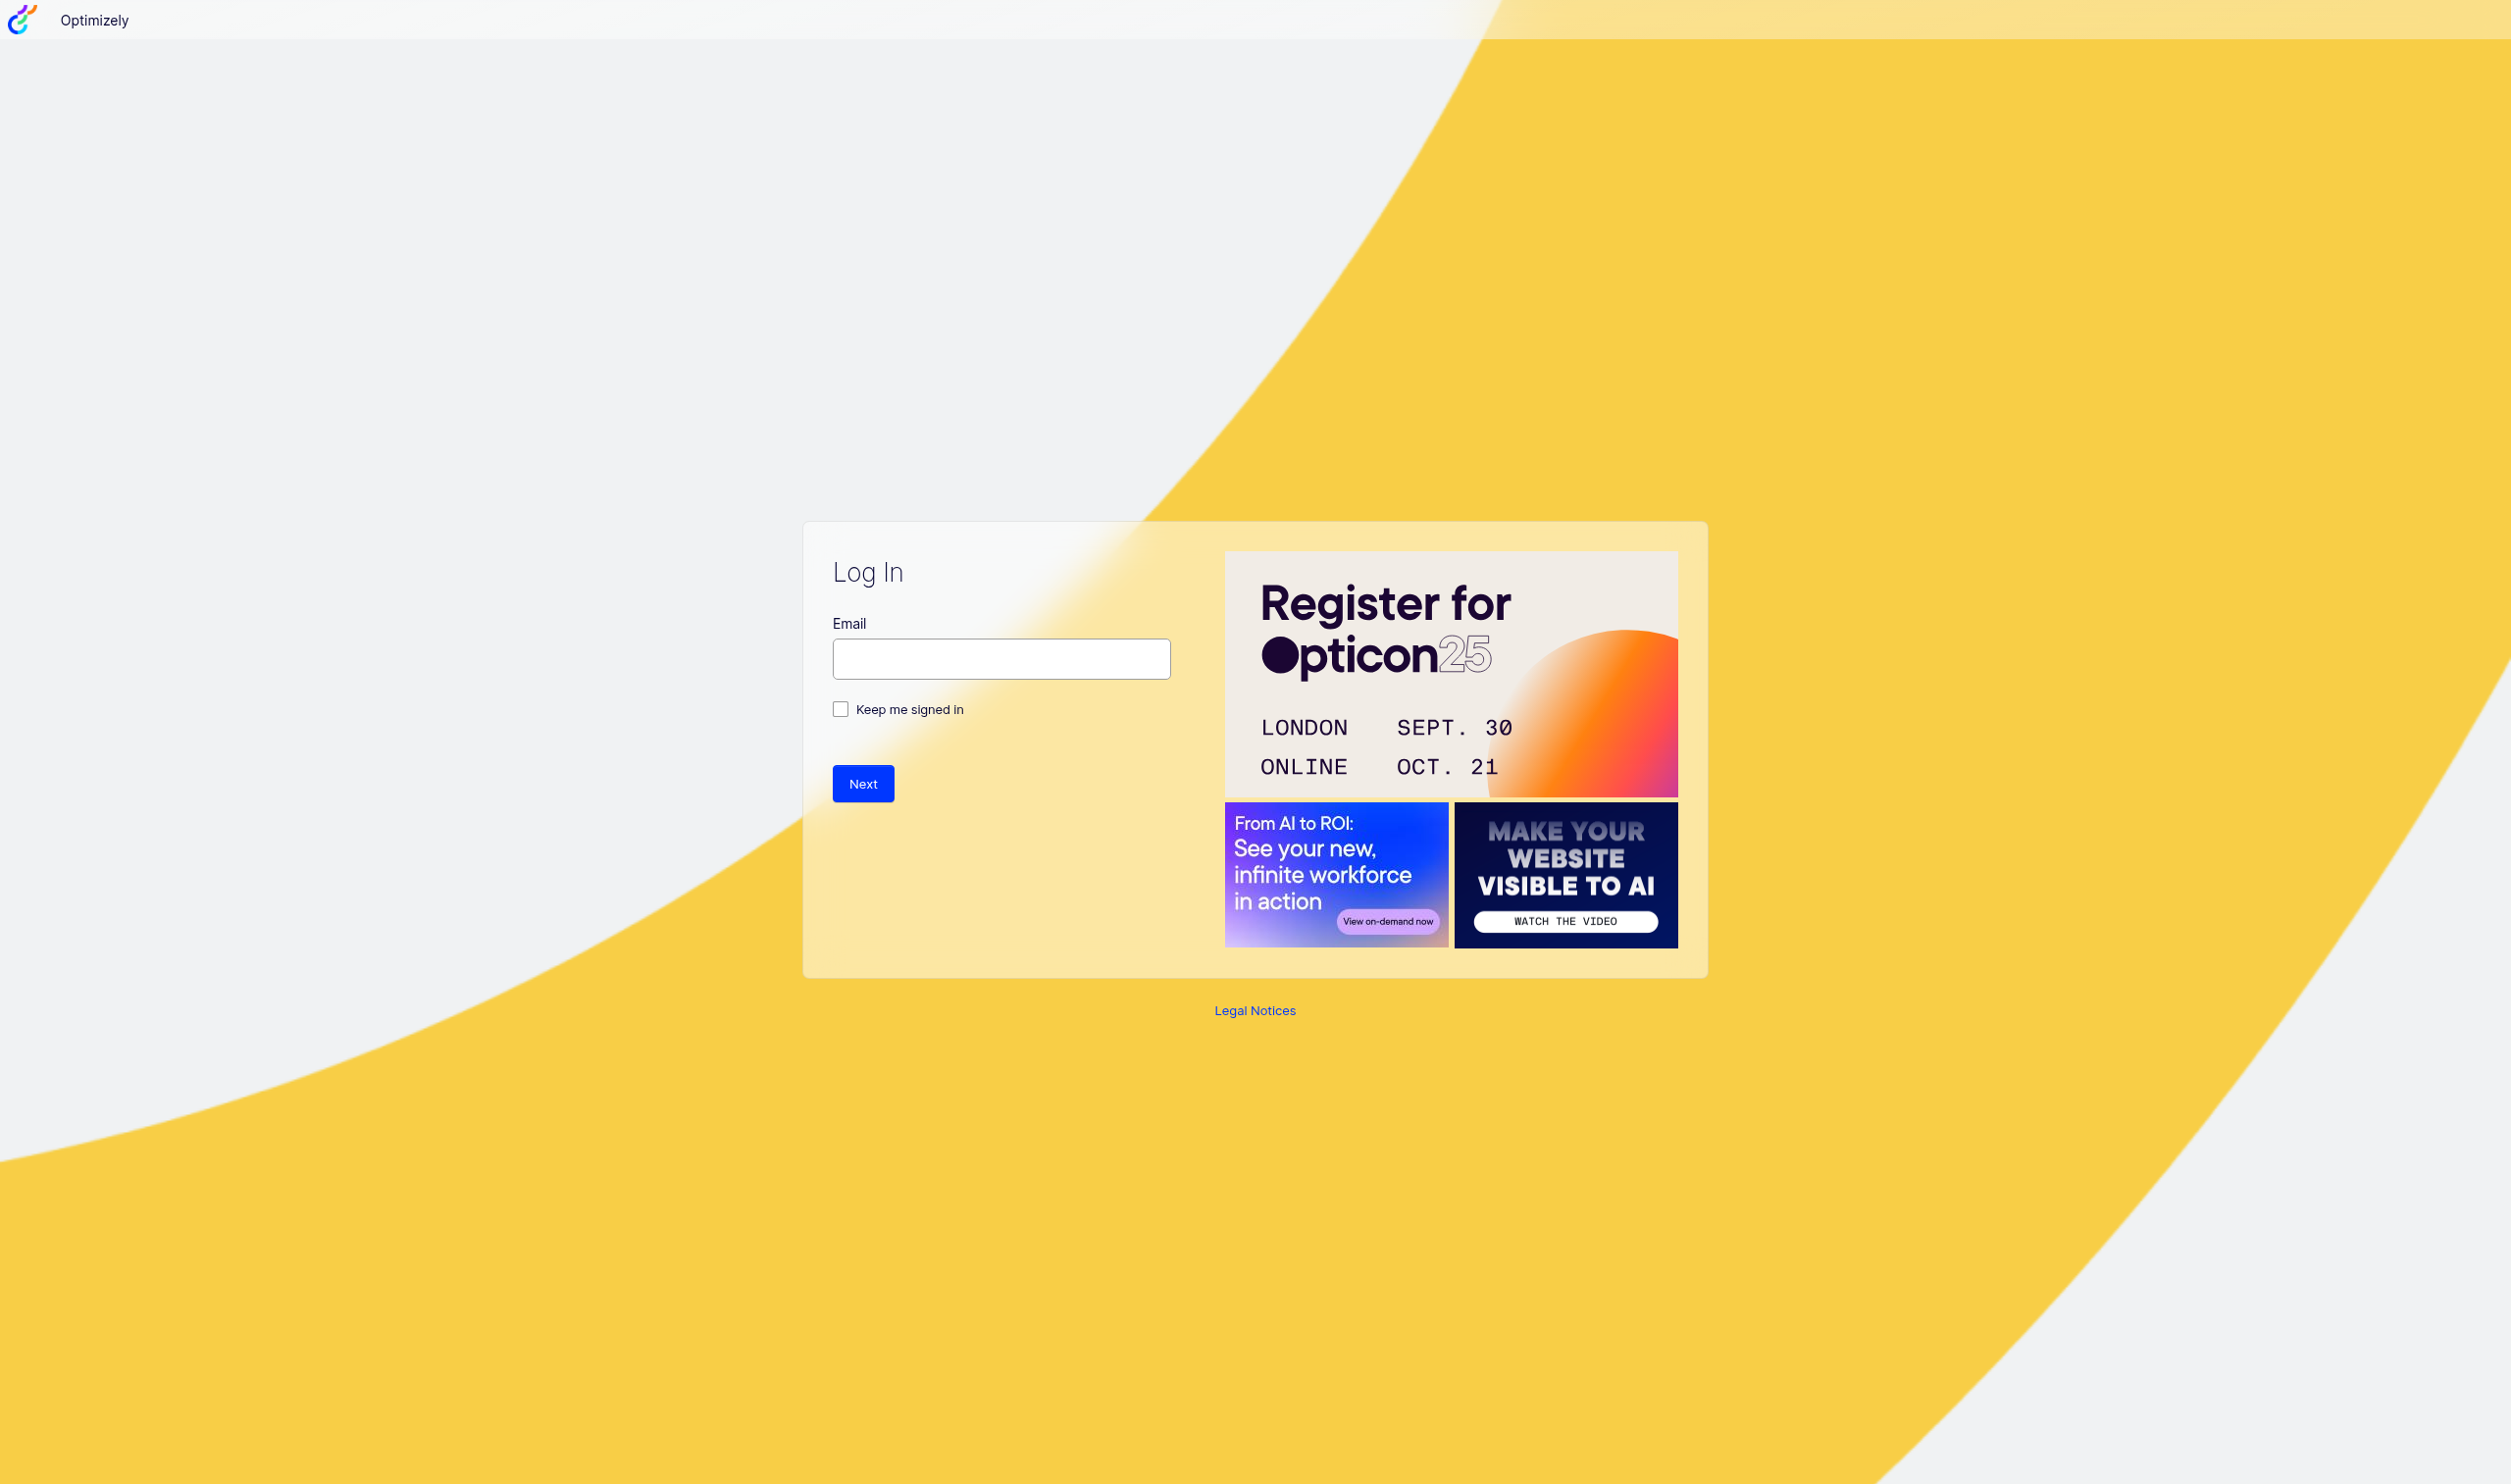 Optimizely
Log In
Email
Keep me signed in
Next
Register for
Opticon25
LONDON SEPT. 30
ONLINE OCT. 21
From AI to ROI:
See your new,
infinite workforce
in action
View on-demand now
MAKE YOUR
WEBSITE
VISIBLE TO AI
WATCH THE VIDEO
Legal Notices